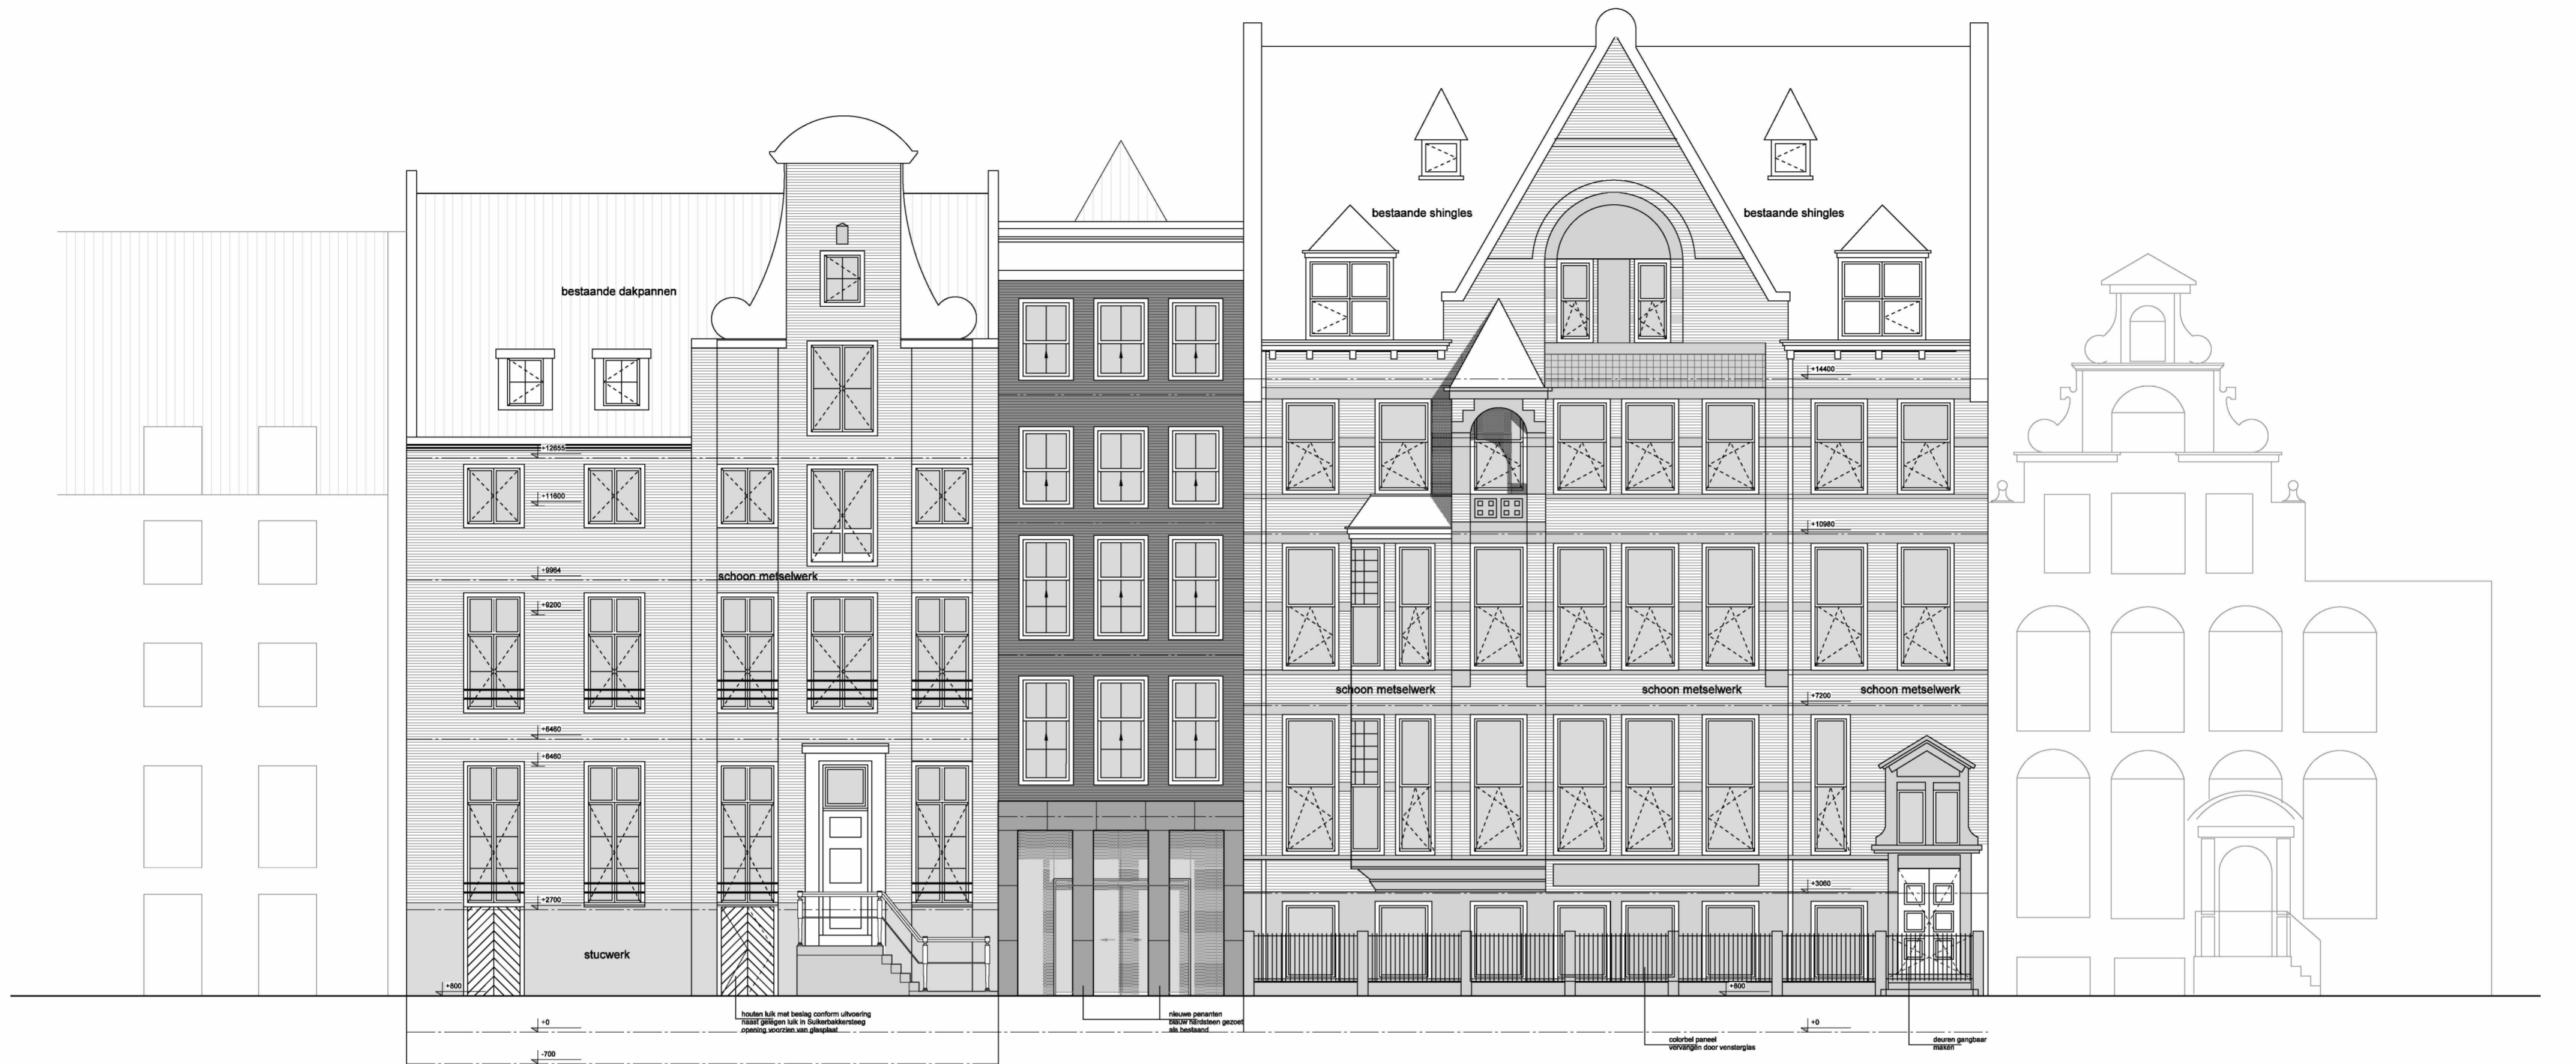 bestaande shingles
bestaande shingles
bestaande dakpannen
+14400
+12655
+11600
+10980
+9964
schoon metselwerk
+9200
schoon metselwerk
schoon metselwerk
schoon metselwerk
+7200
+6460
+6460
+3060
+2700
stucwerk
+800
+800
houten luik met beslag conform uitvoering
naast gelegen luik in Suikerbakkersteeg
opening voorzien van glasplaat
nieuwe penanten
blauw hardsteen gezoet
als bestaand
+0
+0
colorbel paneel
vervangen door vensterglas
deuren gangbaar
maken
-700